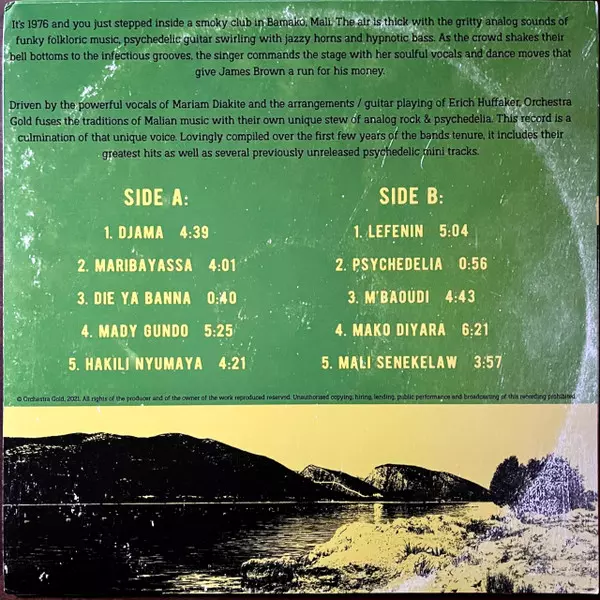 It's 1976 and you just stepped inside a smoky club in Bamako, Mali. The air is thick with the gritty analog sounds of
funky folkloric music, psychedelic guitar swirling with jazzy horns and hypnotic bass. As the crowd shakes their
bell bottoms to the infectious grooves, the singer commands the stage with her soulful vocals and dance moves that
give James Brown a run for his money.
Driven by the powerful vocals of Mariam Diakite and the arrangements / guitar playing of Erich Huffaker, Orchestra
Gold fuses the traditions of Malian music with their own unique stew of analog rock & psychedelia. This record is a
culmination of that unique voice. Lovingly compiled over the first few years of the bands tenure, it includes their
greatest hits as well as several previously unreleased psychedelic mini tracks.
SIDE A:
1. DJAMA 4:39
2. MARIBAYASSA 4:01
3. DIE YA BANNA 0:40
4. MADY GUNDO 5:25
5. HAKILI NYUMAYA 4:21
SIDE B:
1. LEFENIN 5:04
2. PSYCHEDELIA 0:56
3. M'BAOUDI 4:43
4. MAKO DIYARA 6:21
5. MALI SENEKELAW 3:57
© Orchestra Gold, 2021. All rights of the producer and of the owner of the work reproduced reserved. Unauthorised copying, hiring, lending, public performance and broadcasting of this recording prohibited.